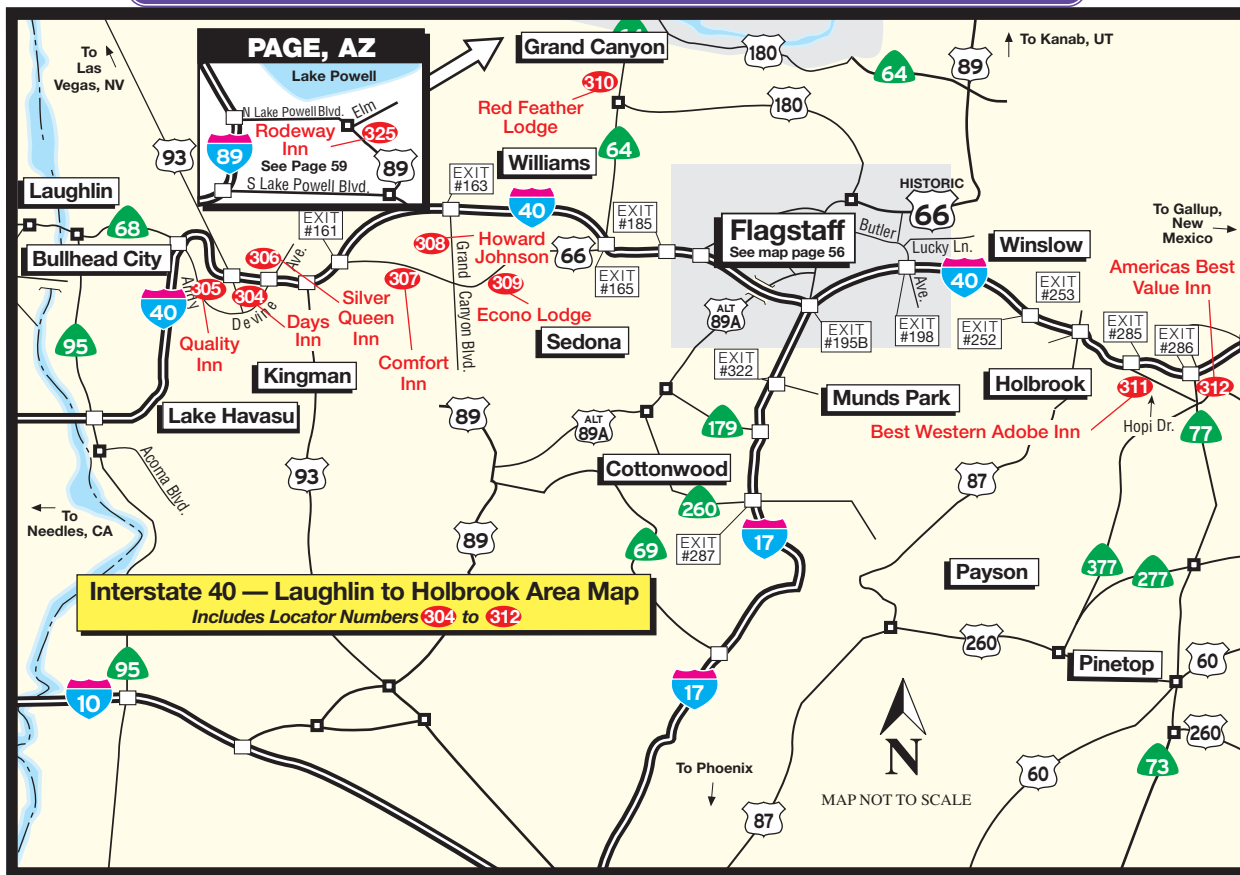 PAGE, AZ
Lake Powell
N Lake Powell Blvd.
Elm
Rodeway
Inn
325
89
See Page 59
89
S Lake Powell Blvd.
To
Las
Vegas, NV
93
Grand Canyon
64
180
To Kanab, UT
64
89
310
Red Feather
Lodge
180
64
Williams
EXIT
#163
40
EXIT
#185
HISTORIC
66
Laughlin
68
EXIT
#161
Ave.
Bullhead City
306
308
Howard
Johnson
Grand
Canyon Blvd.
66
EXIT
#165
Flagstaff
See map page 56
Butler
Ave.
Lucky Ln.
Winslow
40
To Gallup,
New
Mexico
Americas Best
Value Inn
305
304
Andy
Devine
40
Quality
Inn
Days
Inn
Silver
Queen
Inn
307
Comfort
Inn
309
Econo Lodge
Sedona
ALT
89A
EXIT
#195B
EXIT
#198
EXIT
#252
EXIT
#253
EXIT
#285
EXIT
#286
95
Kingman
EXIT
#322
Holbrook
311
312
Lake Havasu
89
ALT
89A
179
Munds Park
Best Western Adobe Inn
Hopi Dr.
77
Acoma Blvd.
93
Cottonwood
87
To
Needles, CA
260
89
69
EXIT
#287
17
377
277
Payson
Interstate 40 — Laughlin to Holbrook Area Map
Includes Locator Numbers 304 to 312
260
Pinetop
60
95
10
17
N
260
73
To Phoenix
60
MAP NOT TO SCALE
87